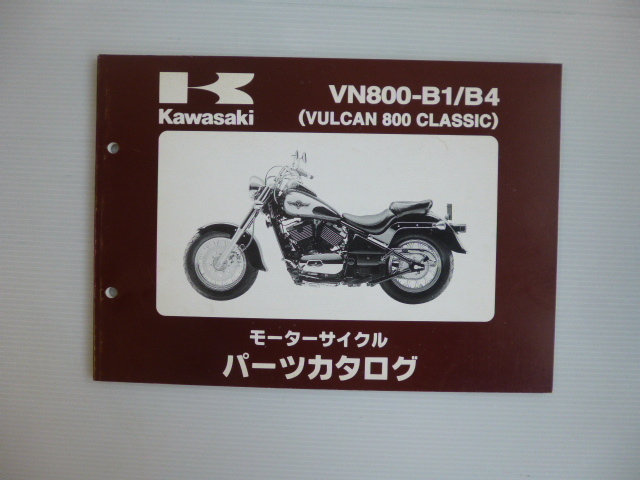 Kawasaki
VN800-B1/B4
(VULCAN 800 CLASSIC)
モーターサイクル
パーツカタログ